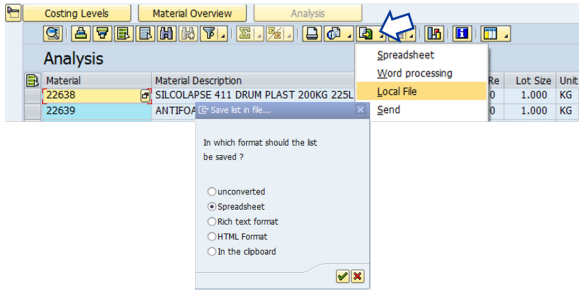 Costing Levels
Material Overview
Analysis
Analysis
Spreadsheet
Word processing
Local File
Send
Material
Material Description
Re
Lot Size
Unit
22638
SILCOLAPSE 411 DRUM PLAST 200KG 225L
0
1.000
KG
22639
ANTIFOA
0
1.000
KG
Save list in file...
In which format should the list
be saved ?
unconverted
Spreadsheet
Rich text format
HTML Format
In the clipboard